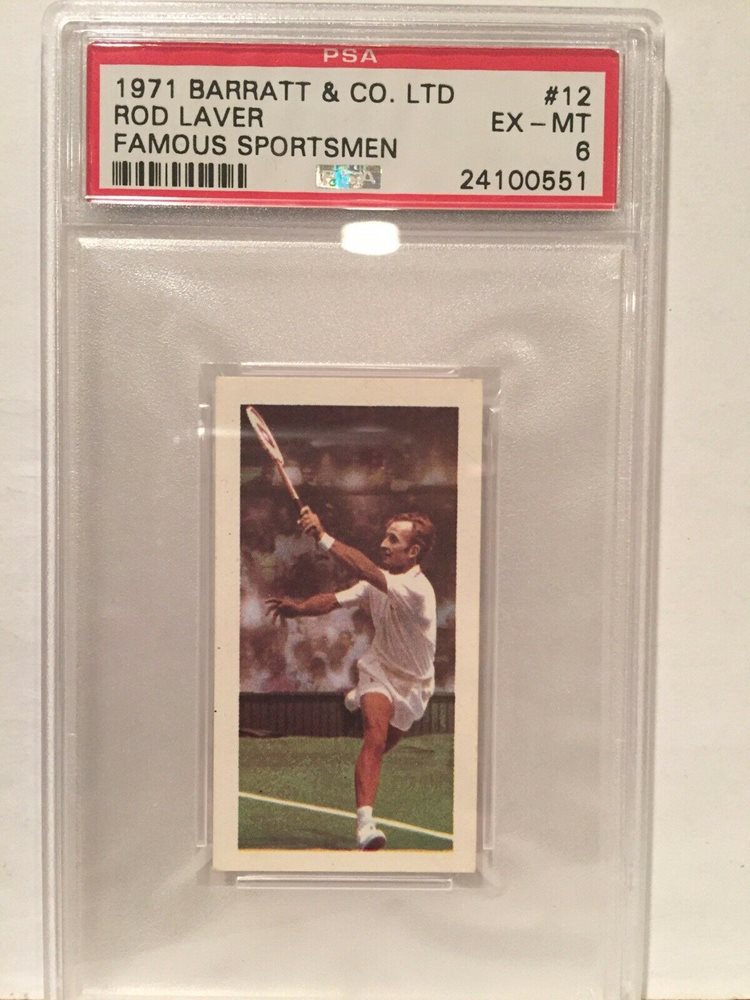 PSA
1971 BARRATT & CO. LTD #12
ROD LAVER EX - MT
FAMOUS SPORTSMEN 6
24100551